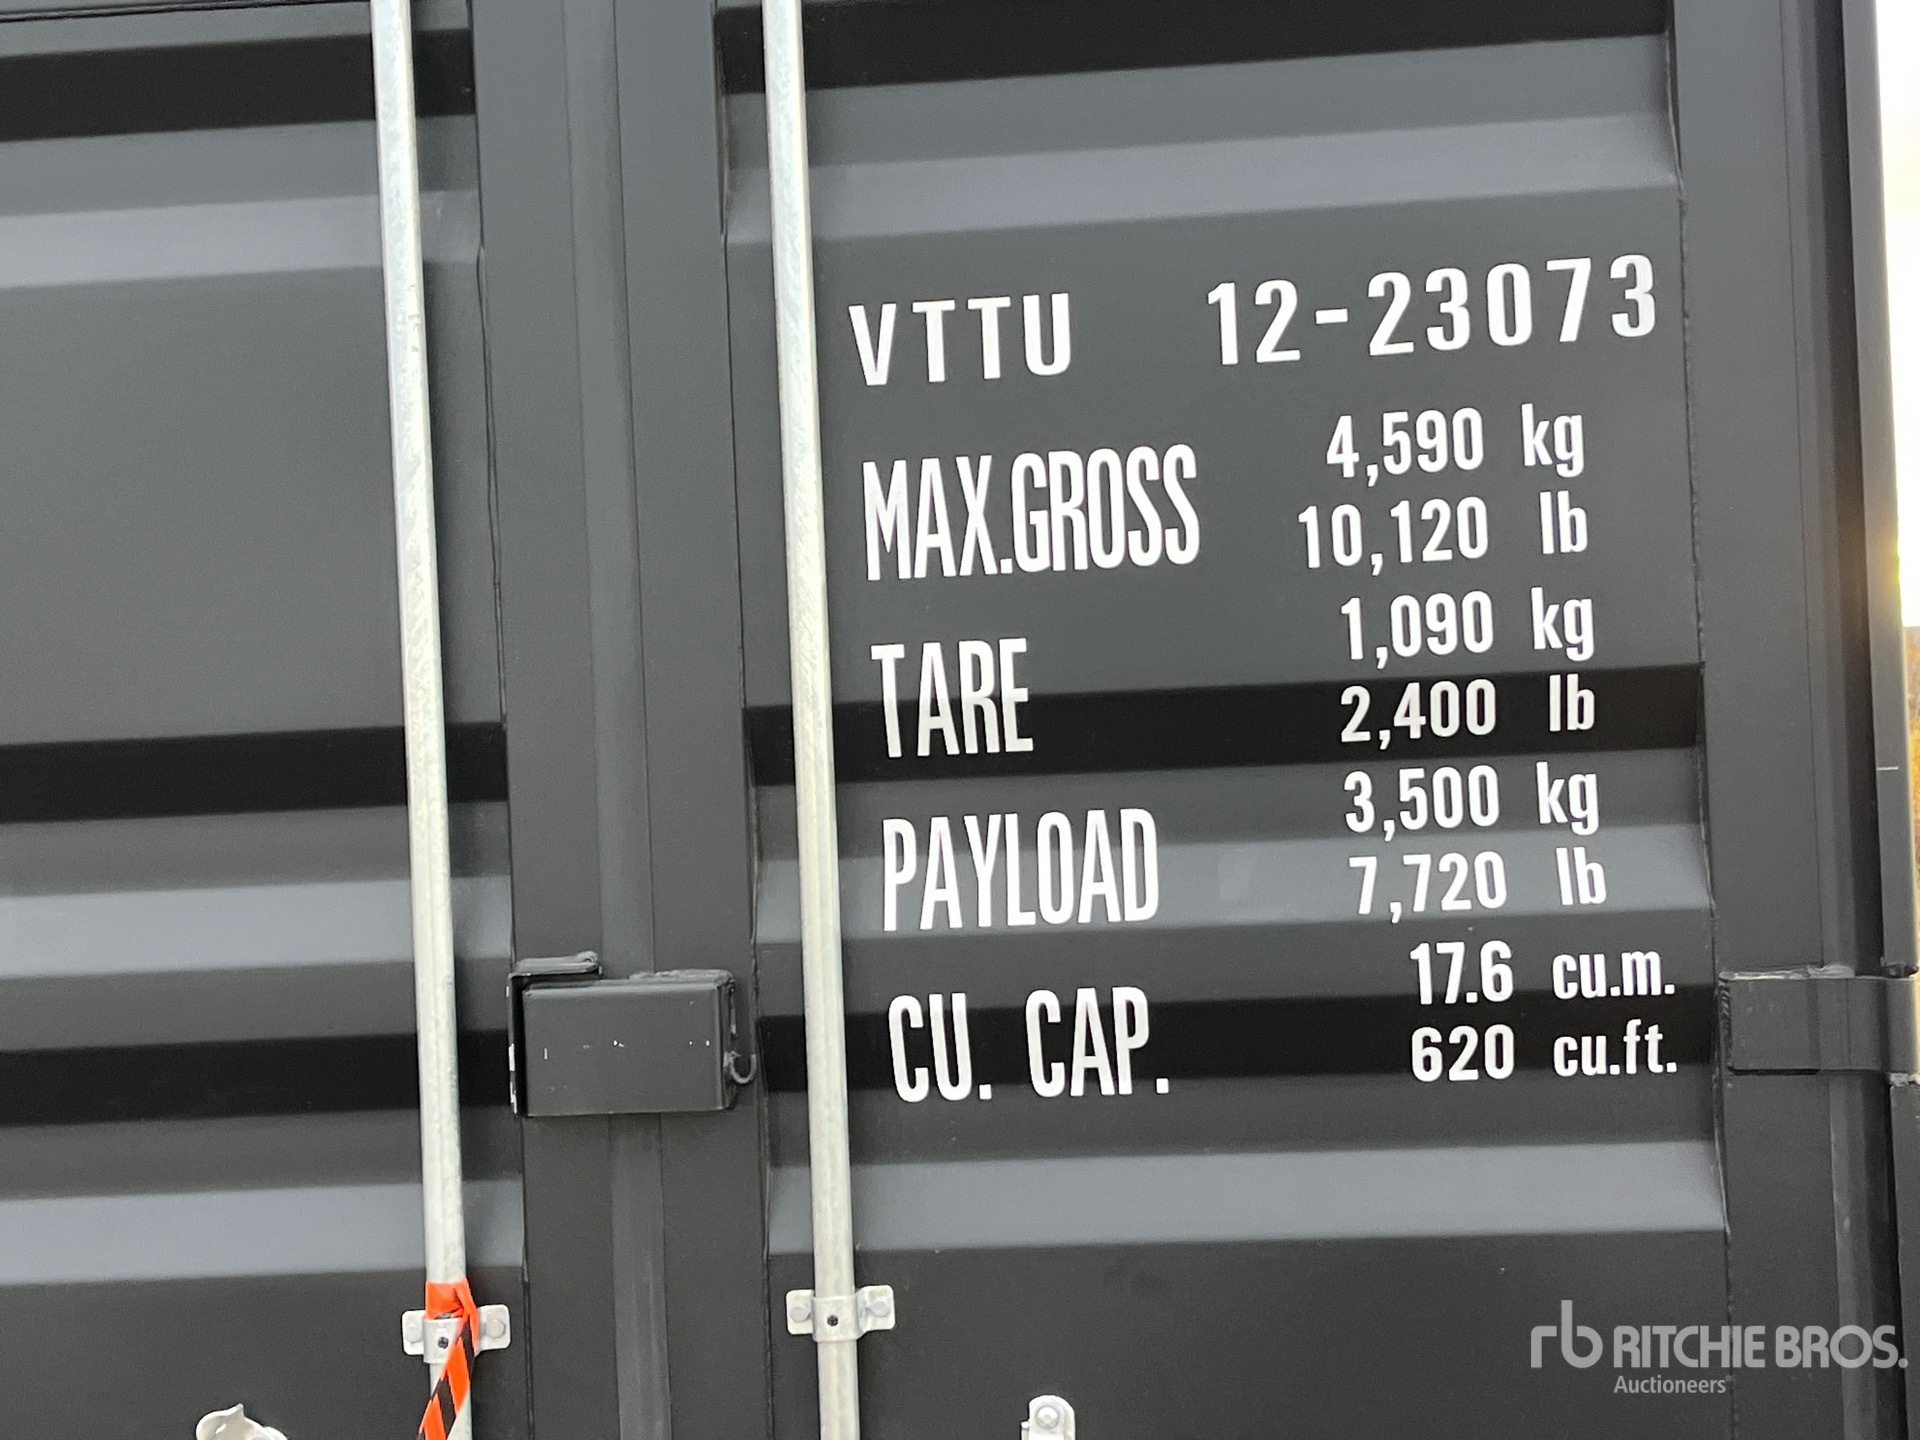 VTTU 12-23073
MAX.GROSS 4,590 kg
10,120 lb
TARE 1,090 kg
2,400 lb
PAYLOAD 3,500 kg
7,720 lb
CU. CAP. 17.6 cu.m.
620 cu.ft.
rb RITCHIE BROS.
Auctioneers